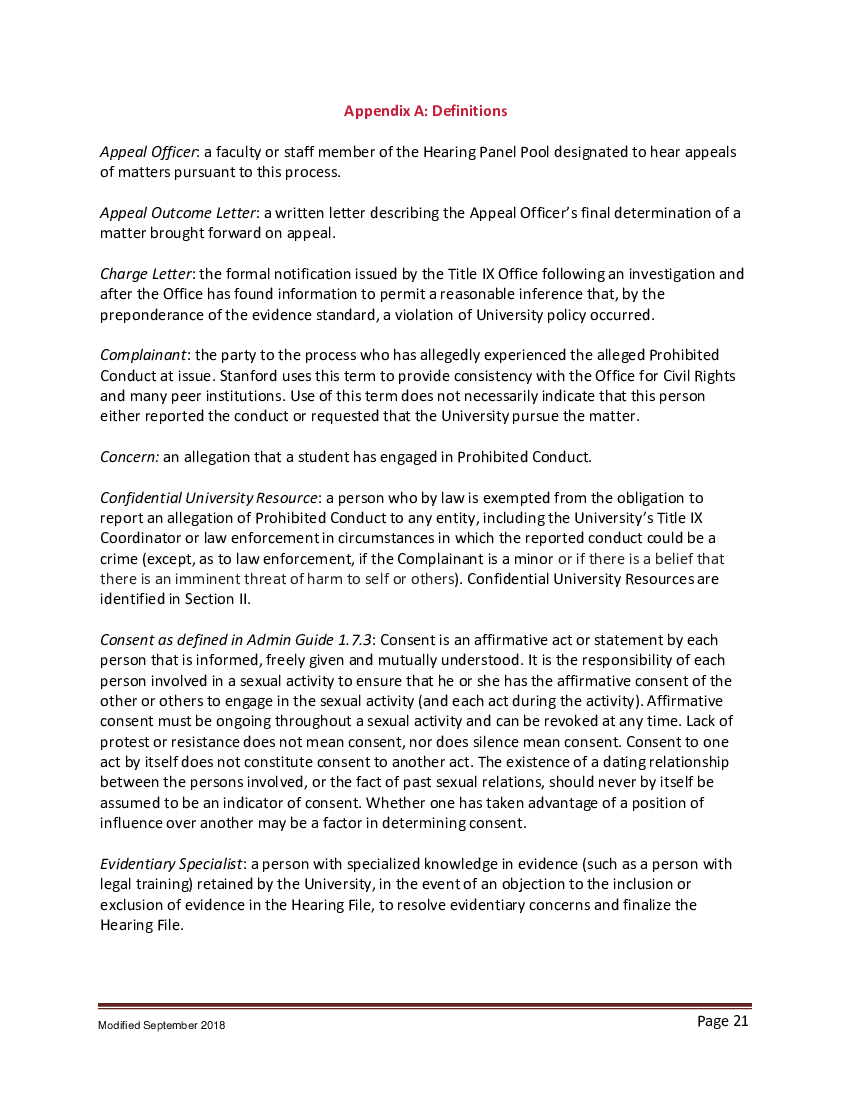 Appendix A: Definitions
Appeal Officer: a faculty or staff member of the Hearing Panel Pool designated to hear appeals
of matters pursuant to this process.
Appeal Outcome Letter: a written letter describing the Appeal Officer’s final determination of a
matter brought forward on appeal.
Charge Letter: the formal notification issued by the Title IX Office following an investigation and
after the Office has found information to permit a reasonable inference that, by the
preponderance of the evidence standard, a violation of University policy occurred.
Complainant: the party to the process who has allegedly experienced the alleged Prohibited
Conduct at issue. Stanford uses this term to provide consistency with the Office for Civil Rights
and many peer institutions. Use of this term does not necessarily indicate that this person
either reported the conduct or requested that the University pursue the matter.
Concern: an allegation that a student has engaged in Prohibited Conduct.
Confidential University Resource: a person who by law is exempted from the obligation to
report an allegation of Prohibited Conduct to any entity, including the University’s Title IX
Coordinator or law enforcement in circumstances in which the reported conduct could be a
crime (except, as to law enforcement, if the Complainant is a minor or if there is a belief that
there is an imminent threat of harm to self or others). Confidential University Resources are
identified in Section II.
Consent as defined in Admin Guide 1.7.3: Consent is an affirmative act or statement by each
person that is informed, freely given and mutually understood. It is the responsibility of each
person involved in a sexual activity to ensure that he or she has the affirmative consent of the
other or others to engage in the sexual activity (and each act during the activity). Affirmative
consent must be ongoing throughout a sexual activity and can be revoked at any time. Lack of
protest or resistance does not mean consent, nor does silence mean consent. Consent to one
act by itself does not constitute consent to another act. The existence of a dating relationship
between the persons involved, or the fact of past sexual relations, should never by itself be
assumed to be an indicator of consent. Whether one has taken advantage of a position of
influence over another may be a factor in determining consent.
Evidentiary Specialist: a person with specialized knowledge in evidence (such as a person with
legal training) retained by the University, in the event of an objection to the inclusion or
exclusion of evidence in the Hearing File, to resolve evidentiary concerns and finalize the
Hearing File.
Modified September 2018
Page 21